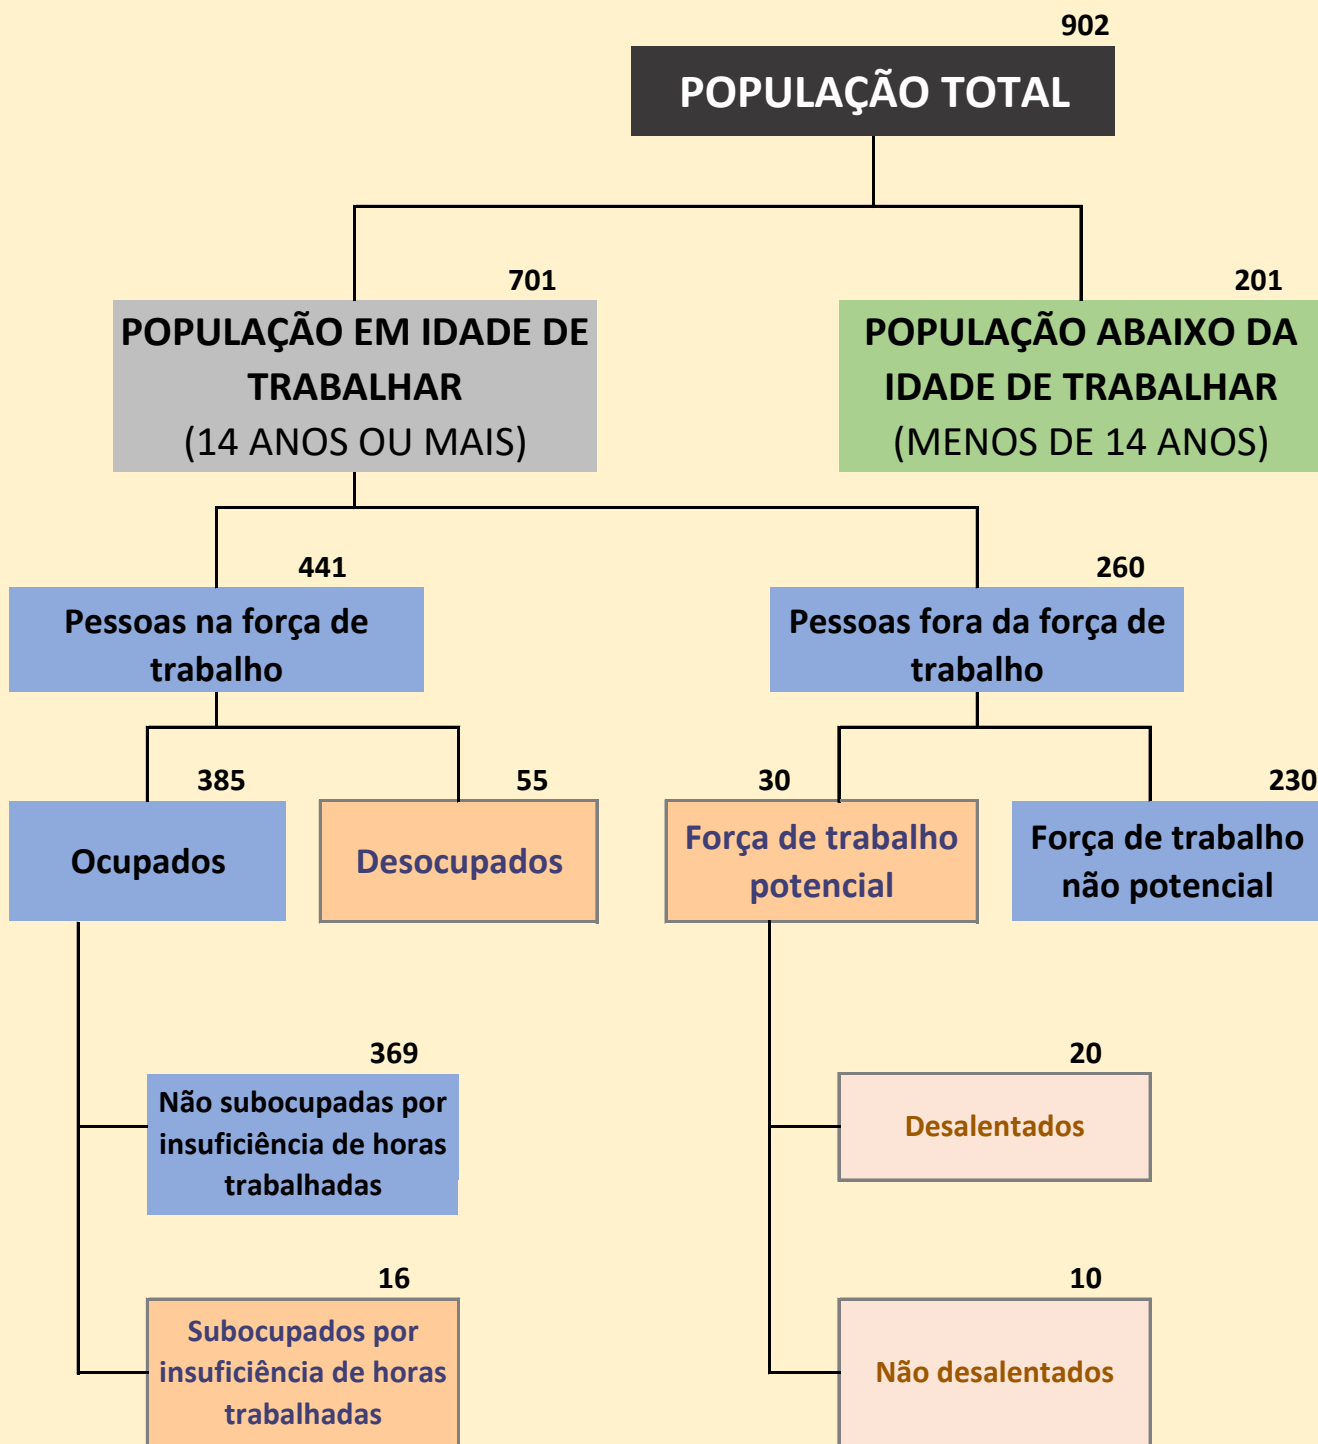 902
POPULAÇÃO TOTAL
701
POPULAÇÃO EM IDADE DE
TRABALHAR
(14 ANOS OU MAIS)
201
POPULAÇÃO ABAIXO DA
IDADE DE TRABALHAR
(MENOS DE 14 ANOS)
441
Pessoas na força de
trabalho
260
Pessoas fora da força de
trabalho
385
Ocupados
55
Desocupados
30
Força de trabalho
potencial
230
Força de trabalho
não potencial
369
Não subocupadas por
insuficiência de horas
trabalhadas
20
Desalentados
16
Subocupados por
insuficiência de horas
trabalhadas
10
Não desalentados